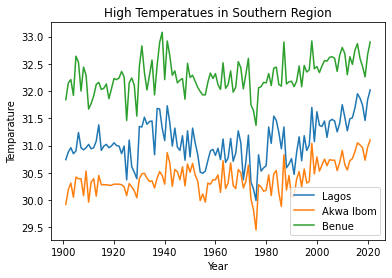 High Temperatues in Southern Region
Temparature
33.0
32.5
32.0
31.5
31.0
30.5
30.0
29.5
1900
1920
1940
1960
1980
2000
2020
Year
Lagos
Akwa Ibom
Benue